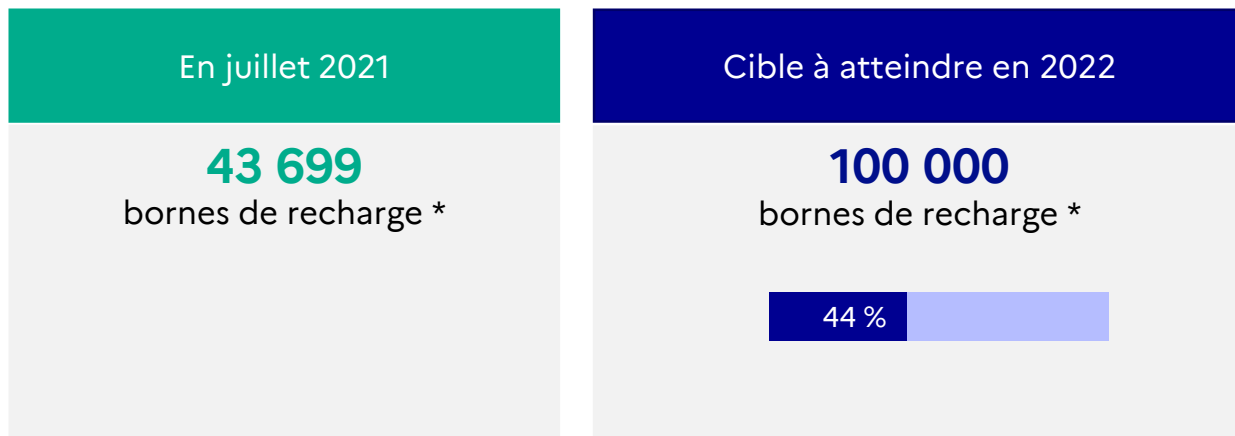 En juillet 2021
43 699
bornes de recharge *
Cible à atteindre en 2022
100 000
bornes de recharge *
44 %